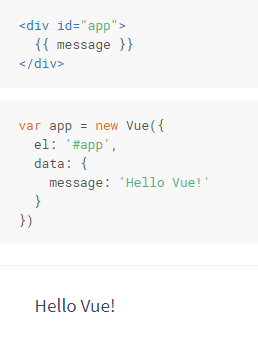 <div id="app">
  {{ message }}
</div>
var app = new Vue({
  el: '#app',
  data: {
    message: 'Hello Vue!'
  }
})
Hello Vue!